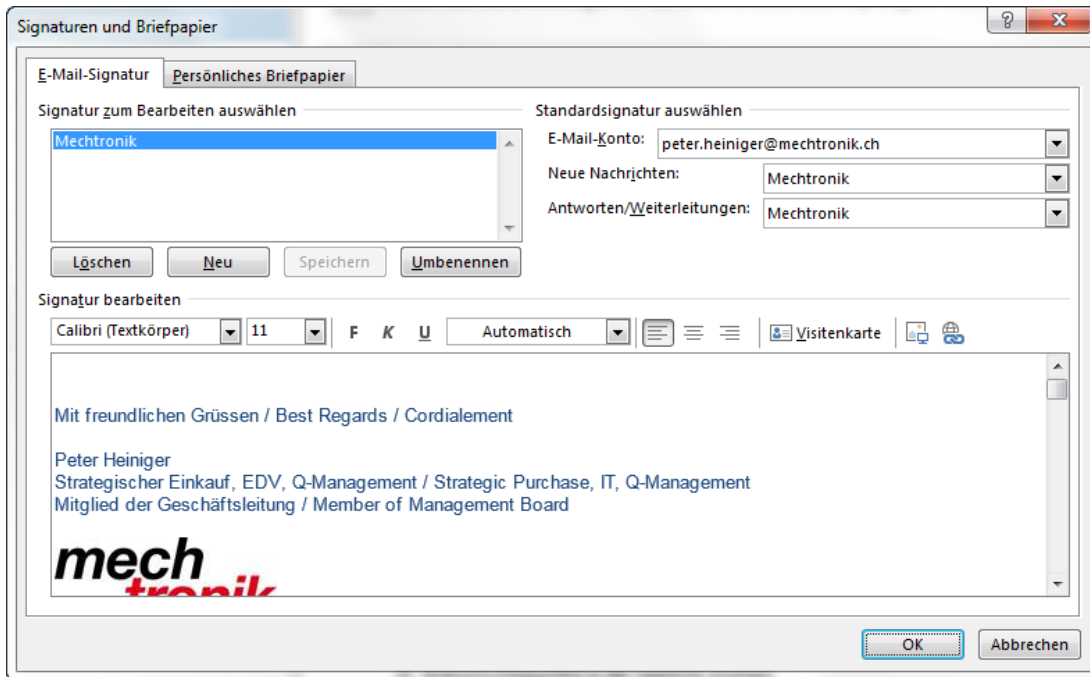 Signaturen und Briefpapier
E-Mail-Signatur
Persönliches Briefpapier
Signatur zum Bearbeiten auswählen
Mechtronik
Löschen
Neu
Speichern
Umbenennen
Standardsignatur auswählen
E-Mail-Konto: peter.heiniger@mechtronik.ch
Neue Nachrichten: Mechtronik
Antworten/Weiterleitungen: Mechtronik
Signatur bearbeiten
Calibri (Textkörper) 11 F K U Automatisch Visitenkarte
Mit freundlichen Grüssen / Best Regards / Cordialement
Peter Heiniger
Strategischer Einkauf, EDV, Q-Management / Strategic Purchase, IT, Q-Management
Mitglied der Geschäftsleitung / Member of Management Board
mech
tronik
OK
Abbrechen